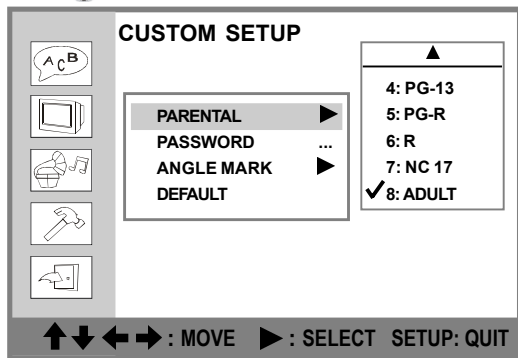 CUSTOM SETUP
A C B
PARENTAL
PASSWORD ...
ANGLE MARK
DEFAULT
4: PG-13
5: PG-R
6: R
7: NC 17
8: ADULT
: MOVE : SELECT SETUP: QUIT